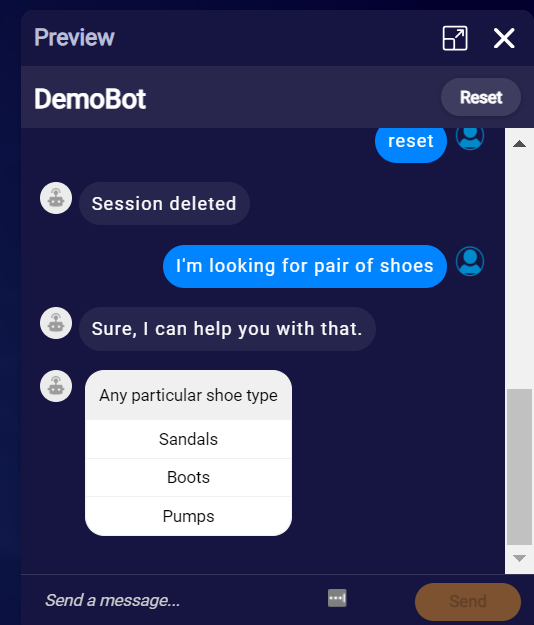 Preview
DemoBot
Reset
reset
Session deleted
I'm looking for pair of shoes
Sure, I can help you with that.
Any particular shoe type
Sandals
Boots
Pumps
Send a message...
Send